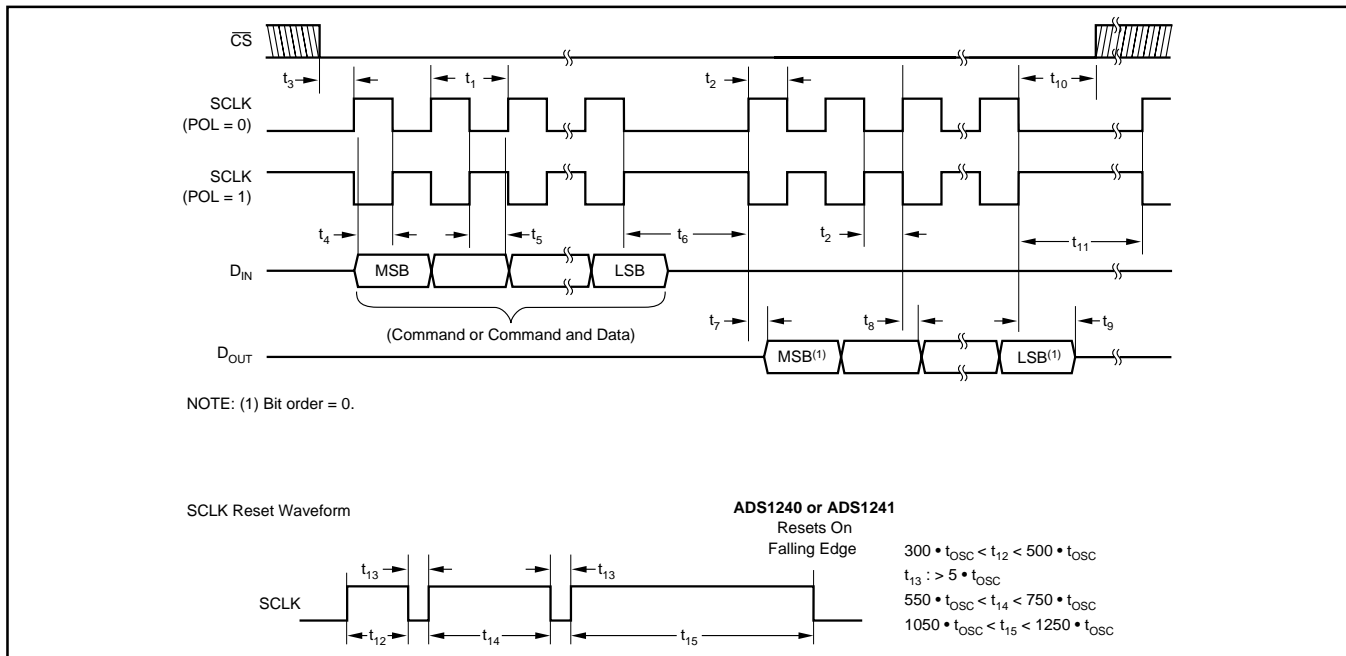 CS
t3
t1
t2
t10
SCLK
(POL = 0)
SCLK
(POL = 1)
t4
t5
t6
t2
t11
DIN
MSB
LSB
(Command or Command and Data)
t7
t8
t9
DOUT
MSB(1)
LSB(1)
NOTE: (1) Bit order = 0.
SCLK Reset Waveform
ADS1240 or ADS1241
Resets On
Falling Edge
300 • tOSC < t12 < 500 • tOSC
t13 : > 5 • tOSC
550 • tOSC < t14 < 750 • tOSC
1050 • tOSC < t15 < 1250 • tOSC
t13
t13
SCLK
t12
t14
t15